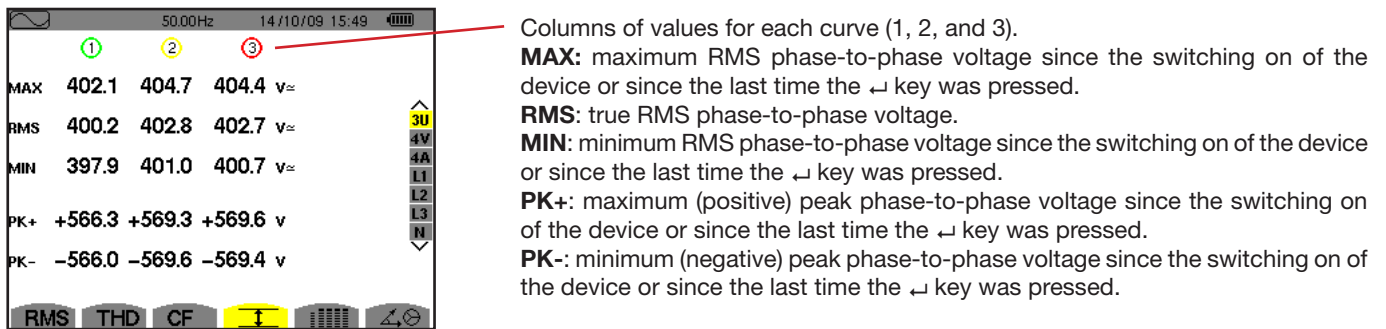 50.00Hz 14/10/09 15:49
1 2 3
MAX 402.1 404.7 404.4 V≃
RMS 400.2 402.8 402.7 V≃
MIN 397.9 401.0 400.7 V≃
PK+ +566.3 +569.3 +569.6 V
PK- -566.0 -569.6 -569.4 V
3U
4V
4A
L1
L2
L3
N
RMS THD CF
Columns of values for each curve (1, 2, and 3).
MAX: maximum RMS phase-to-phase voltage since the switching on of the
device or since the last time the ↵ key was pressed.
RMS: true RMS phase-to-phase voltage.
MIN: minimum RMS phase-to-phase voltage since the switching on of the device
or since the last time the ↵ key was pressed.
PK+: maximum (positive) peak phase-to-phase voltage since the switching on
of the device or since the last time the ↵ key was pressed.
PK-: minimum (negative) peak phase-to-phase voltage since the switching on of
the device or since the last time the ↵ key was pressed.